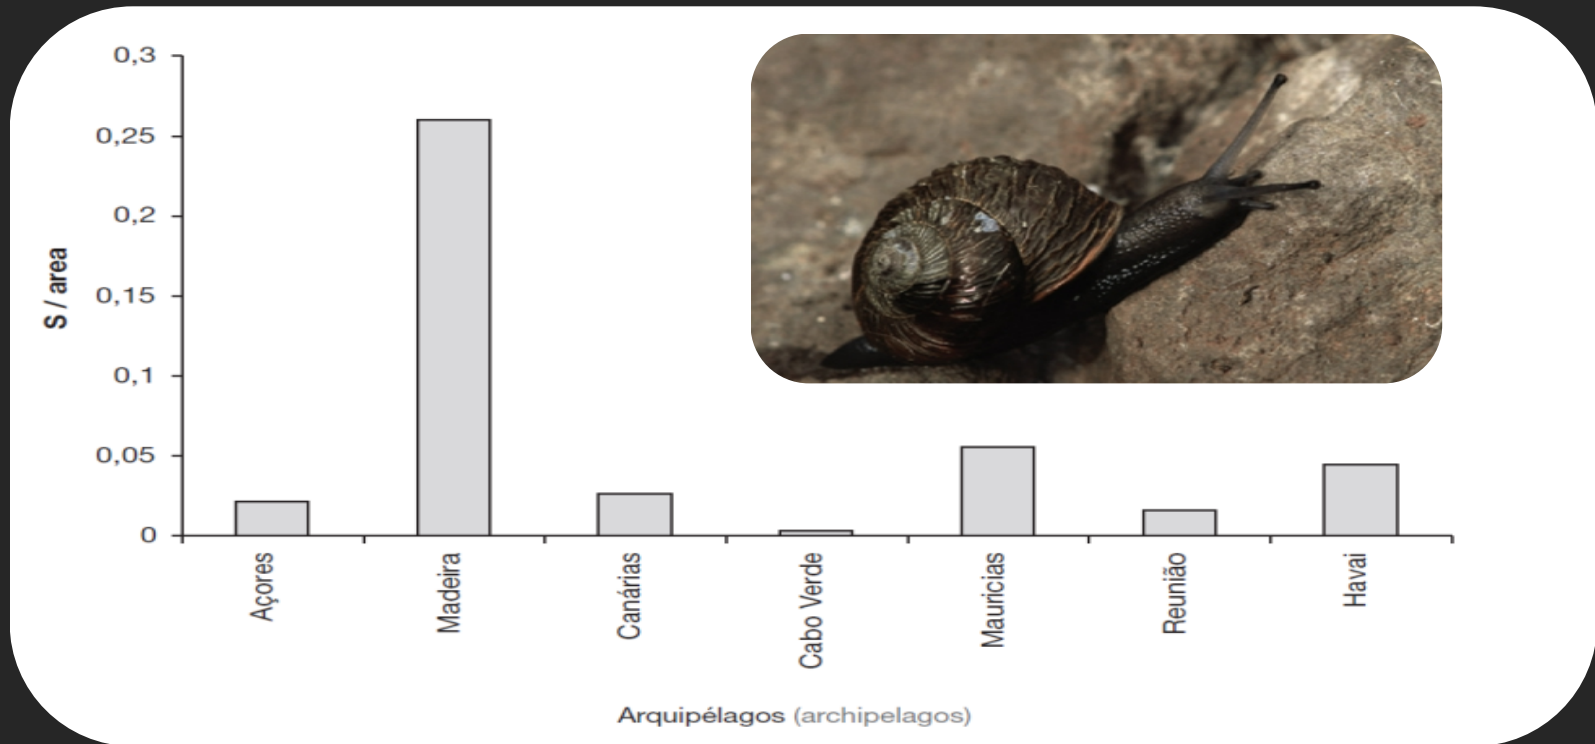 0,3
0,25
0,2
0,15
0,1
0,05
0
S / area
Açores
Madeira
Canárias
Cabo Verde
Mauricias
Reunião
Havai
Arquipélagos (archipelagos)